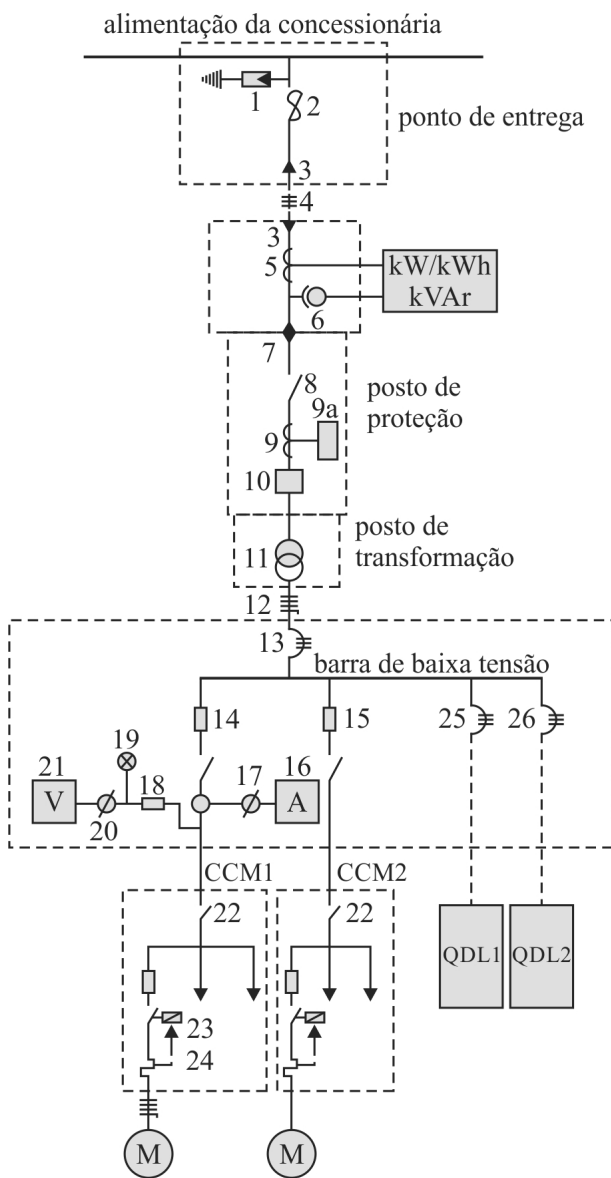 alimentação da concessionária
1
2
ponto de entrega
3
4
3
5
kW/kWh
kVAr
6
7
8
posto de
proteção
9a
9
10
posto de
transformação
11
12
13
barra de baixa tensão
14
15
25
26
19
21
16
17
18
V
A
20
CCM1
CCM2
22
22
QDL1
QDL2
23
24
M
M